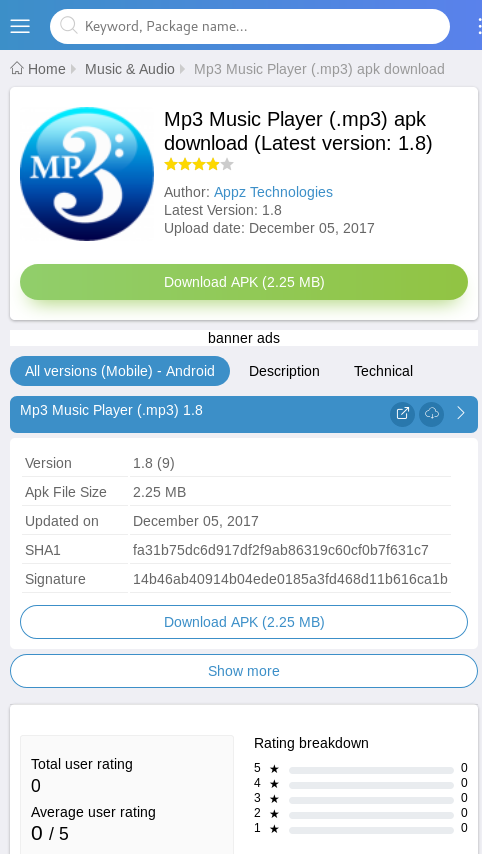 Keyword, Package name...
Home Music & Audio Mp3 Music Player (.mp3) apk download
MP3
Mp3 Music Player (.mp3) apk
download (Latest version: 1.8)
Author: Appz Technologies
Latest Version: 1.8
Upload date: December 05, 2017
Download APK (2.25 MB)
banner ads
All versions (Mobile) - Android Description Technical
Mp3 Music Player (.mp3) 1.8
Version 1.8 (9)
Apk File Size 2.25 MB
Updated on December 05, 2017
SHA1 fa31b75dc6d917df2f9ab86319c60cf0b7f631c7
Signature 14b46ab40914b04ede0185a3fd468d11b616ca1b
Download APK (2.25 MB)
Show more
Total user rating
0
Average user rating
0 / 5
Rating breakdown
5 ★ 0
4 ★ 0
3 ★ 0
2 ★ 0
1 ★ 0